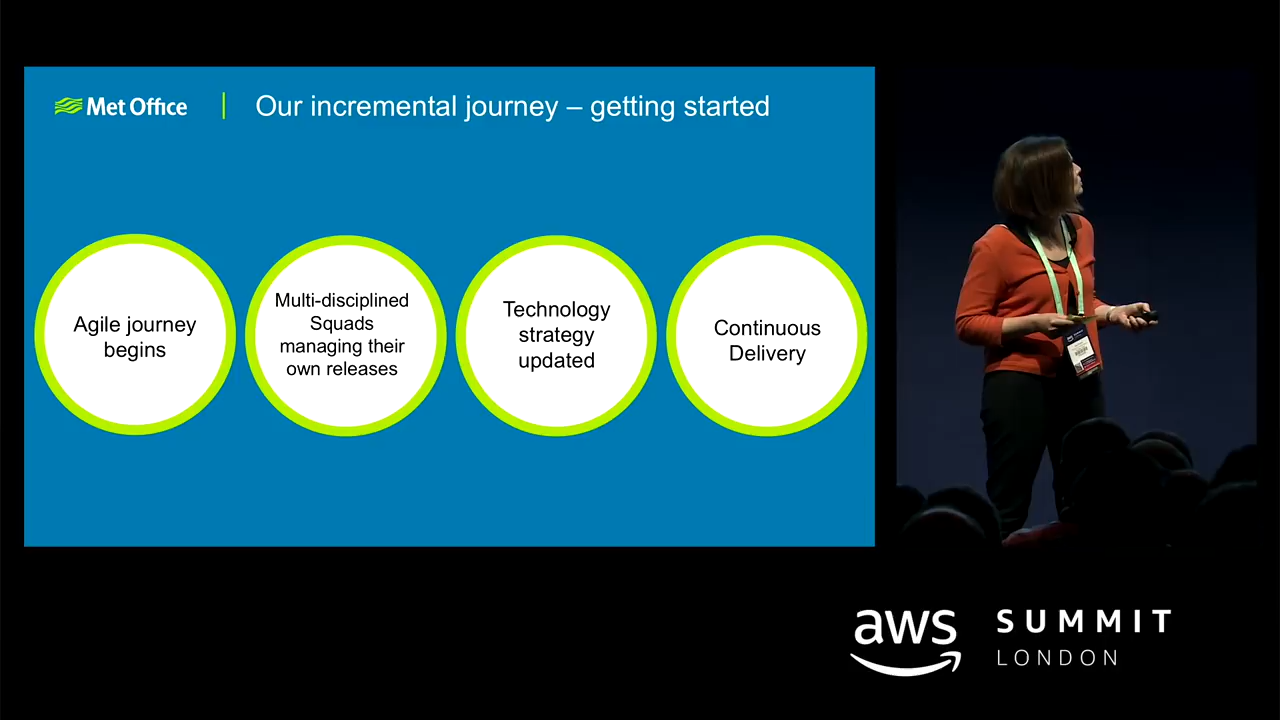 Met Office
Our incremental journey – getting started
Agile journey
begins
Multi-disciplined
Squads
managing their
own releases
Technology
strategy
updated
Continuous
Delivery
aws
SUMMIT
LONDON
aws